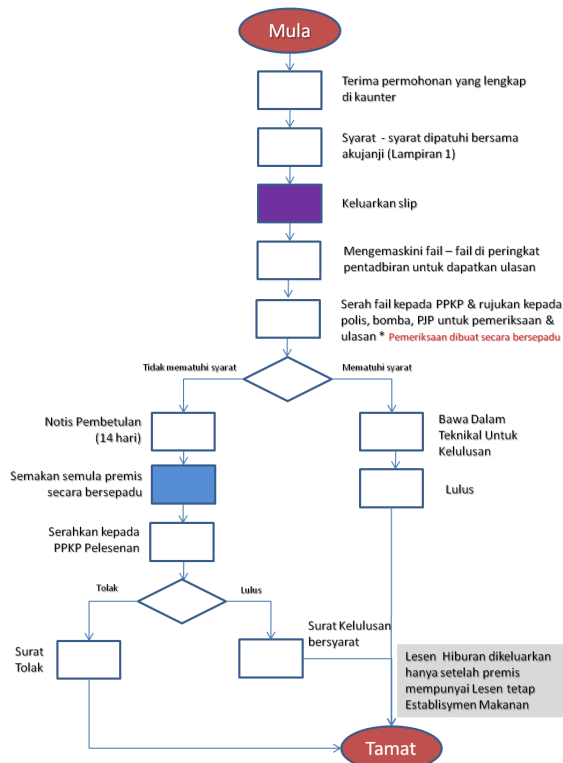 Mula
Terima permohonan yang lengkap
di kaunter
Syarat - syarat dipatuhi bersama
akujanji (Lampiran 1)
Keluarkan slip
Mengemaskini fail – fail di peringkat
pentadbiran untuk dapatkan ulasan
Serah fail kepada PPKP & rujukan kepada
polis, bomba, PJP untuk pemeriksaan &
ulasan * Pemeriksaan dibuat secara bersepadu
Tidak mematuhi syarat
Mematuhi syarat
Notis Pembetulan
(14 hari)
Bawa Dalam
Teknikal Untuk
Kelulusan
Semakan semula premis
secara bersepadu
Lulus
Serahkan kepada
PPKP Pelesenan
Tolak
Lulus
Surat
Tolak
Surat Kelulusan
bersyarat
Lesen Hiburan dikeluarkan
hanya setelah premis
mempunyai Lesen tetap
Establisymen Makanan
Tamat